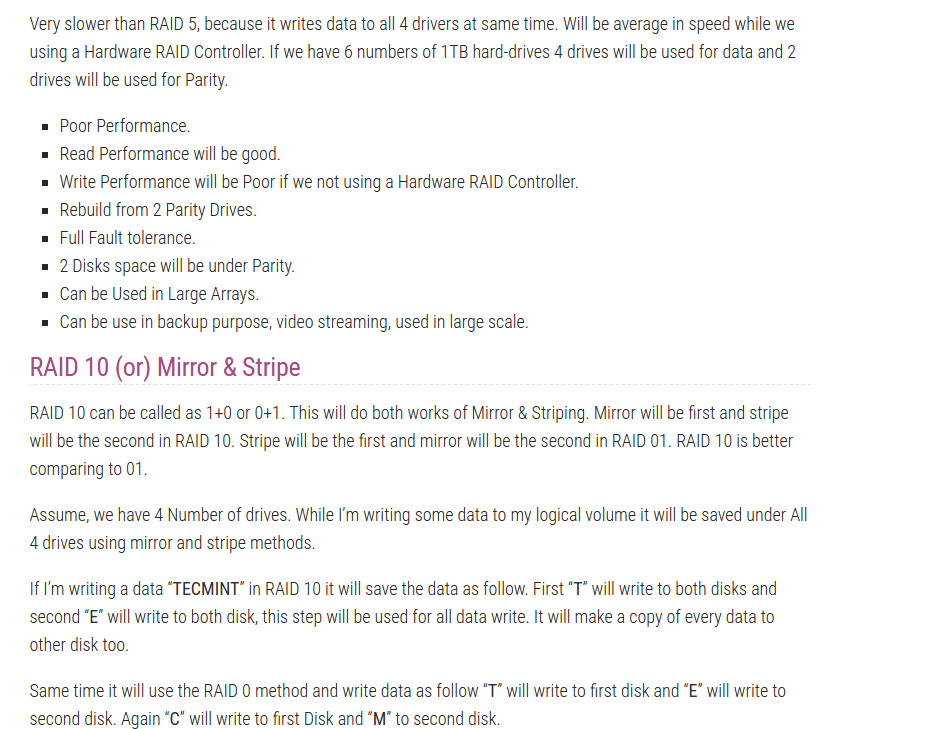 Very slower than RAID 5, because it writes data to all 4 drivers at same time. Will be average in speed while we
using a Hardware RAID Controller. If we have 6 numbers of 1TB hard-drives 4 drives will be used for data and 2
drives will be used for Parity.
▪ Poor Performance.
▪ Read Performance will be good.
▪ Write Performance will be Poor if we not using a Hardware RAID Controller.
▪ Rebuild from 2 Parity Drives.
▪ Full Fault tolerance.
▪ 2 Disks space will be under Parity.
▪ Can be Used in Large Arrays.
▪ Can be use in backup purpose, video streaming, used in large scale.
RAID 10 (or) Mirror & Stripe
RAID 10 can be called as 1+0 or 0+1. This will do both works of Mirror & Striping. Mirror will be first and stripe
will be the second in RAID 10. Stripe will be the first and mirror will be the second in RAID 01. RAID 10 is better
comparing to 01.
Assume, we have 4 Number of drives. While I’m writing some data to my logical volume it will be saved under All
4 drives using mirror and stripe methods.
If I’m writing a data “TECMINT” in RAID 10 it will save the data as follow. First “T” will write to both disks and
second “E” will write to both disk, this step will be used for all data write. It will make a copy of every data to
other disk too.
Same time it will use the RAID 0 method and write data as follow “T” will write to first disk and “E” will write to
second disk. Again “C” will write to first Disk and “M” to second disk.